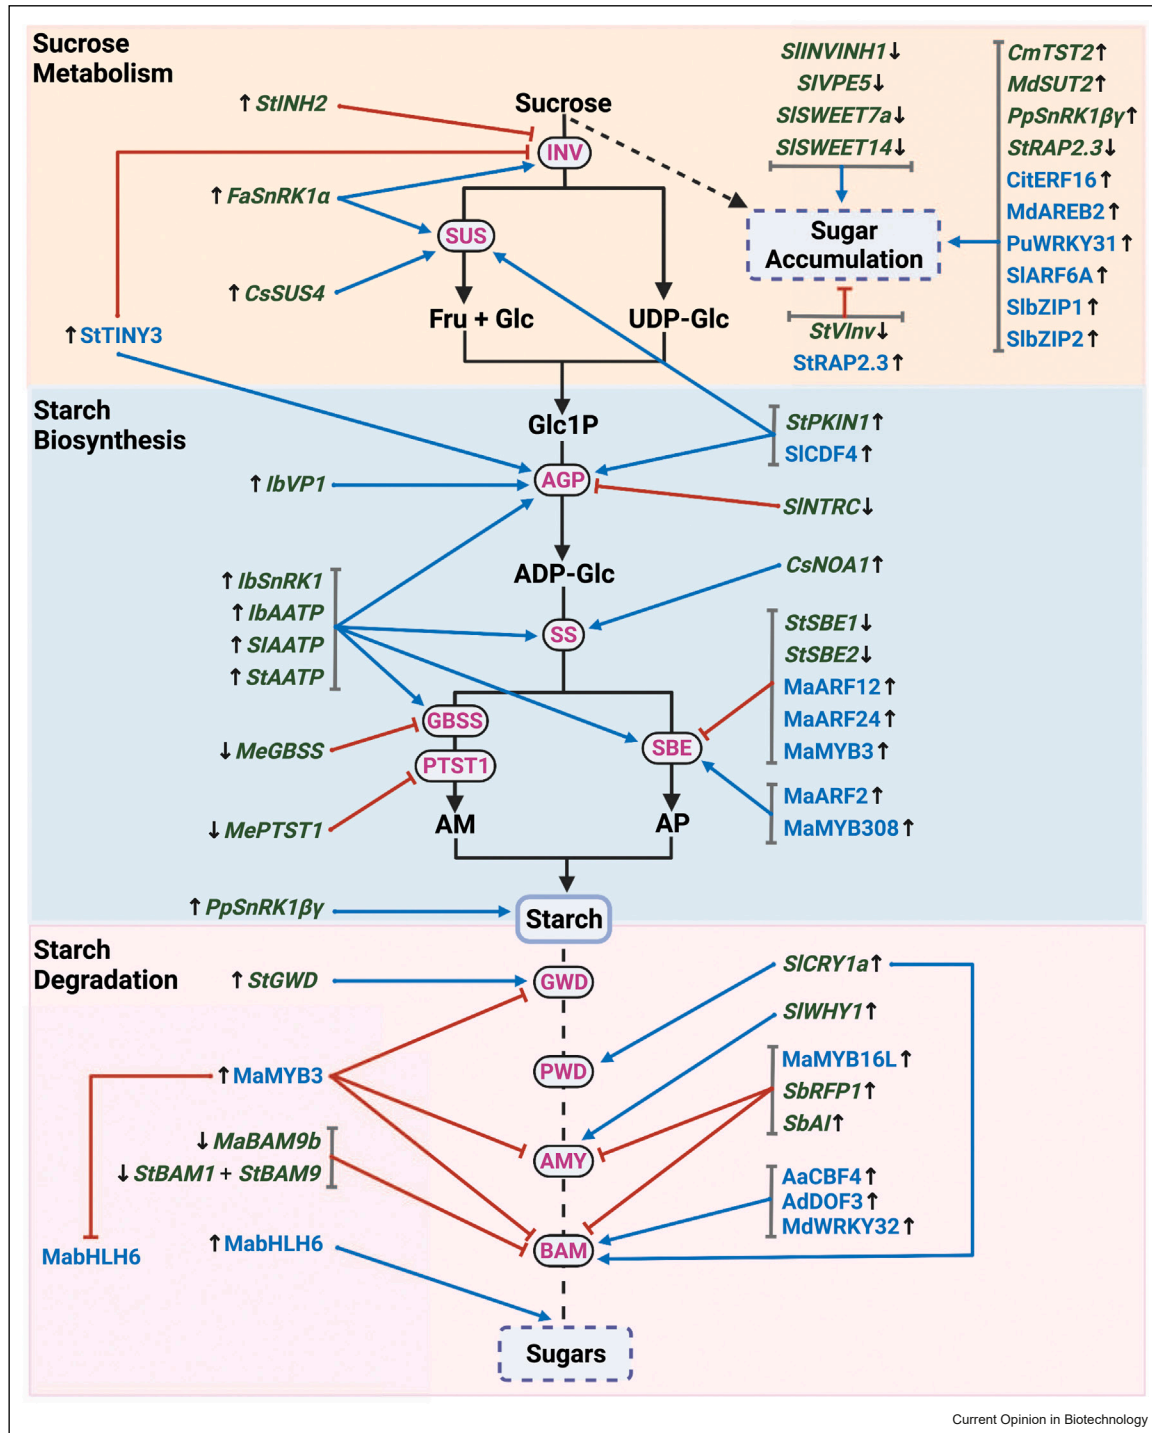 Sucrose
Metabolism
↑ StINH2
Sucrose
INV
↑ FaSnRK1α
SUS
↑ CsSUS4
↑ StTINY3
Fru + Glc
UDP-Glc
SlINVINH1↓
SlVPE5↓
SlSWEET7a↓
SlSWEET14↓
Sugar
Accumulation
StVInv↓
StRAP2.3↑
CmTST2↑
MdSUT2↑
PpSnRK1βγ↑
StRAP2.3↓
CitERF16↑
MdAREB2↑
PuWRKY31↑
SlARF6A↑
SlbZIP1↑
SlbZIP2↑
Starch
Biosynthesis
Glc1P
StPKIN1↑
SlCDF4↑
↑ IbVP1
AGP
SlNTRC↓
ADP-Glc
CsNOA1↑
↑ IbSnRK1
↑ IbAATP
↑ SlAATP
↑ StAATP
SS
StSBE1↓
StSBE2↓
MaARF12↑
MaARF24↑
MaMYB3↑
GBSS
SBE
↓ MeGBSS
PTST1
MaARF2↑
MaMYB308↑
↓ MePTST1
AM
AP
↑ PpSnRK1βγ
Starch
Starch
Degradation
↑ StGWD
GWD
SlCRY1a↑
SlWHY1↑
↑ MaMYB3
PWD
MaMYB16L↑
SbRFP1↑
SbAI↑
↓ MaBAM9b
↓ StBAM1 + StBAM9
AMY
AaCBF4↑
AdDOF3↑
MdWRKY32↑
MabHLH6
↑ MabHLH6
BAM
Sugars
Current Opinion in Biotechnology